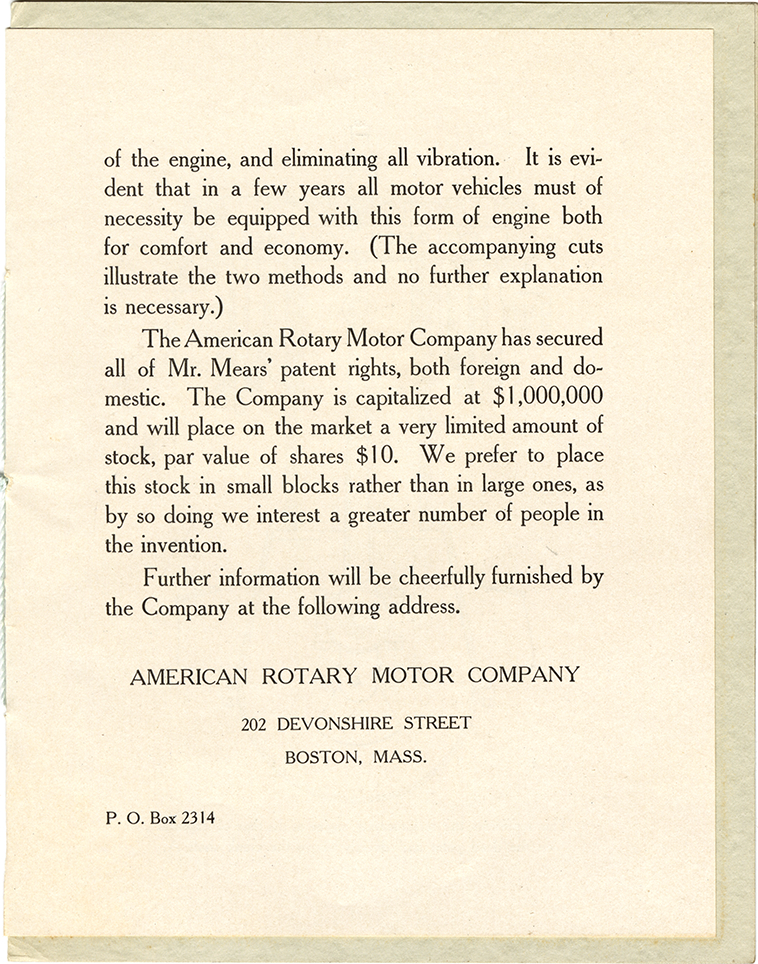 of the engine, and eliminating all vibration. It is evi-
dent that in a few years all motor vehicles must of
necessity be equipped with this form of engine both
for comfort and economy. (The accompanying cuts
illustrate the two methods and no further explanation
is necessary.)
The American Rotary Motor Company has secured
all of Mr. Mears' patent rights, both foreign and do-
mestic. The Company is capitalized at $1,000,000
and will place on the market a very limited amount of
stock, par value of shares $10. We prefer to place
this stock in small blocks rather than in large ones, as
by so doing we interest a greater number of people in
the invention.
Further information will be cheerfully furnished by
the Company at the following address.
AMERICAN ROTARY MOTOR COMPANY
202 DEVONSHIRE STREET
BOSTON, MASS.
P. O. Box 2314